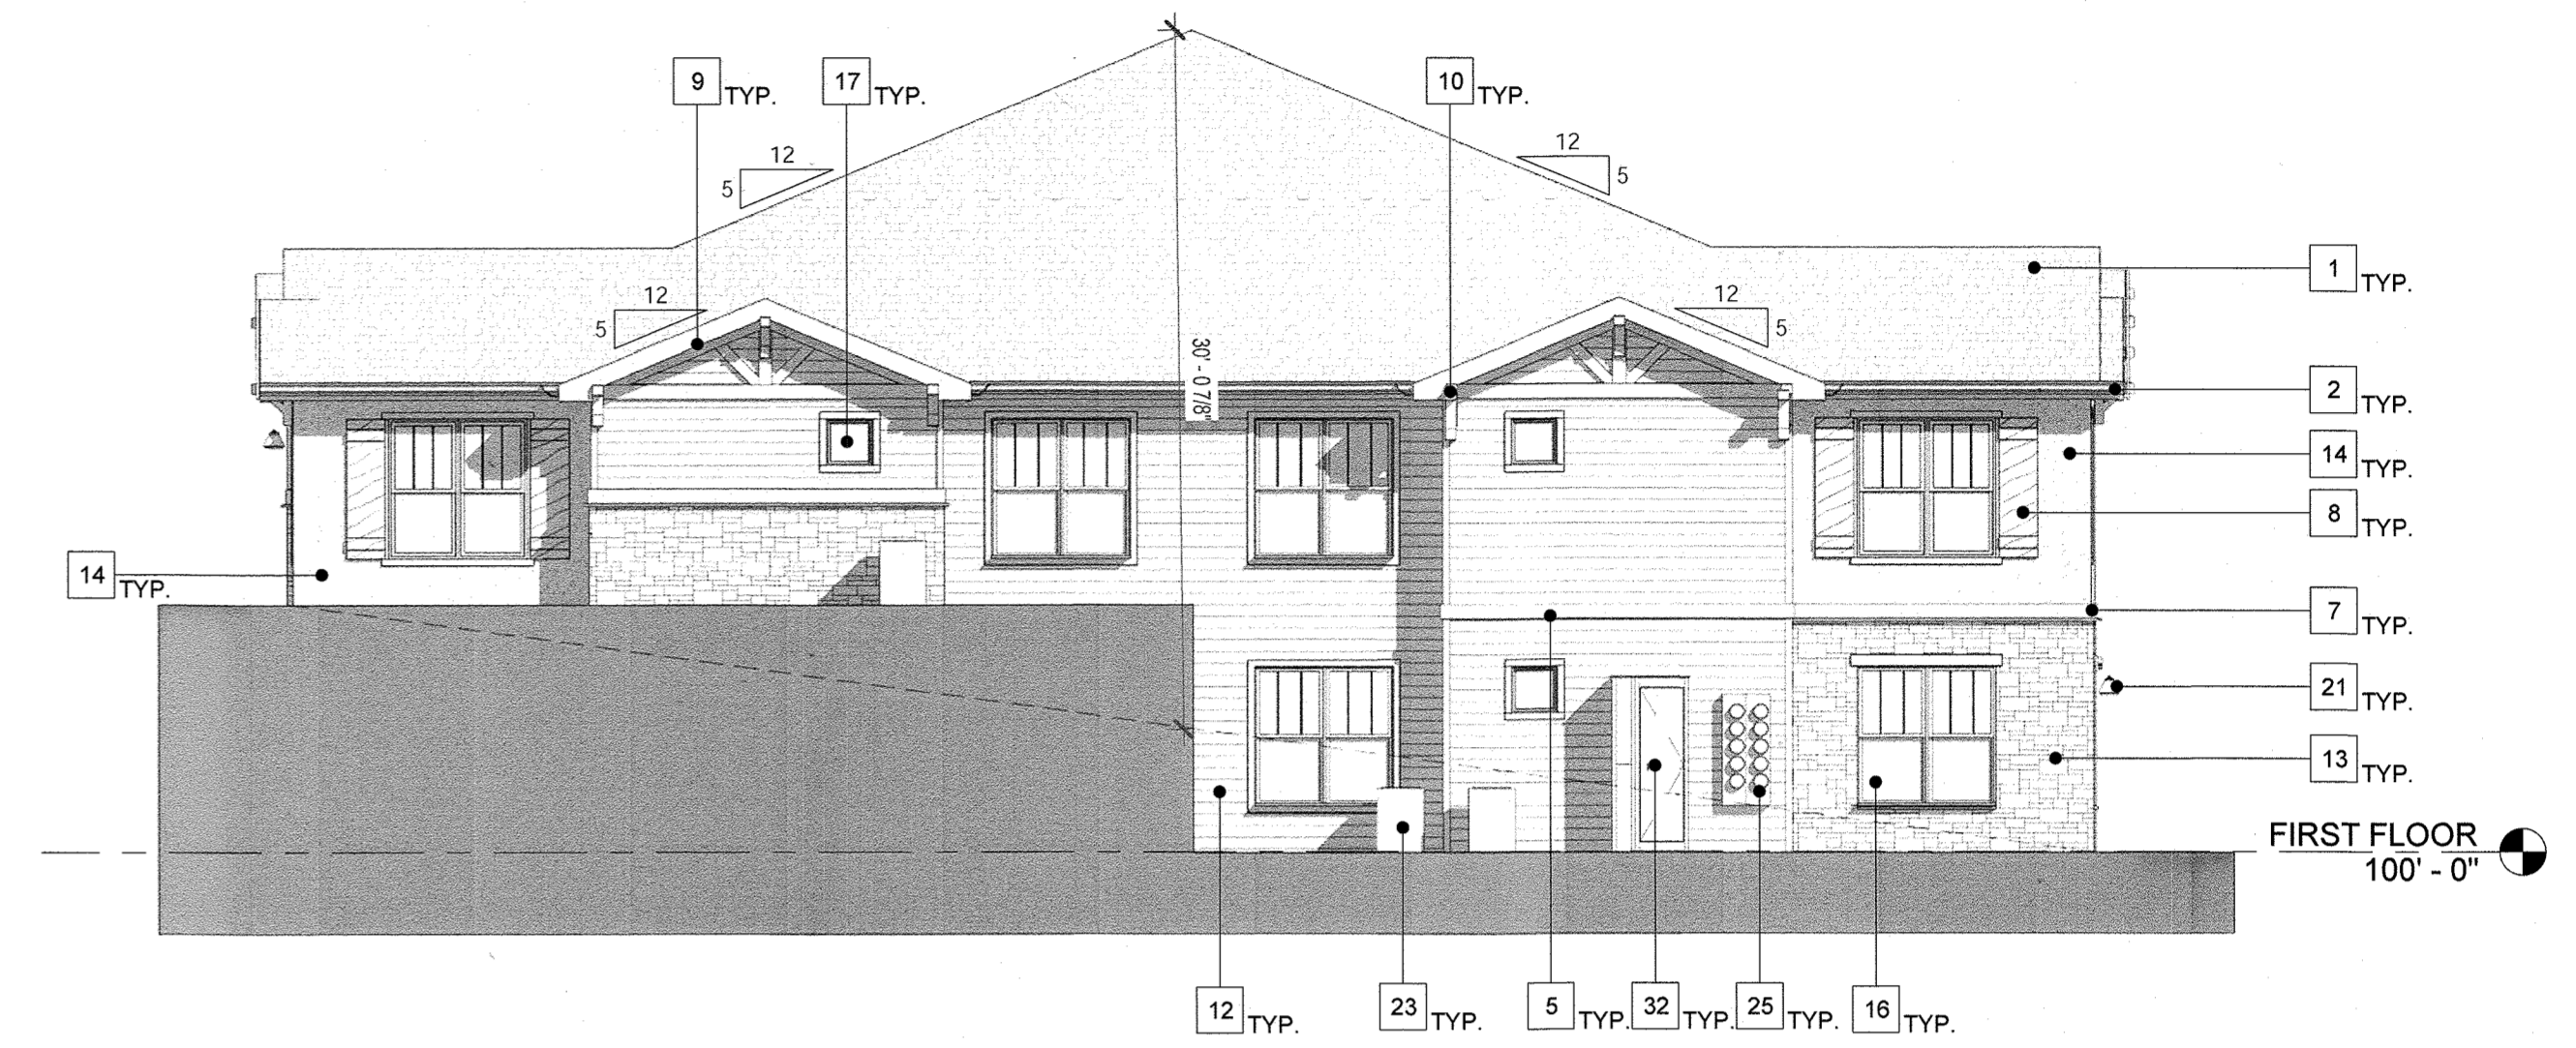 9 TYP.
17 TYP.
10 TYP.
12
5
12
5
1 TYP.
12
5
12
5
30' - 0 7/8"
2 TYP.
14 TYP.
8 TYP.
14 TYP.
7 TYP.
21 TYP.
13 TYP.
FIRST FLOOR
100' - 0"
12 TYP.
23 TYP.
5 TYP.
32 TYP.
25 TYP.
16 TYP.